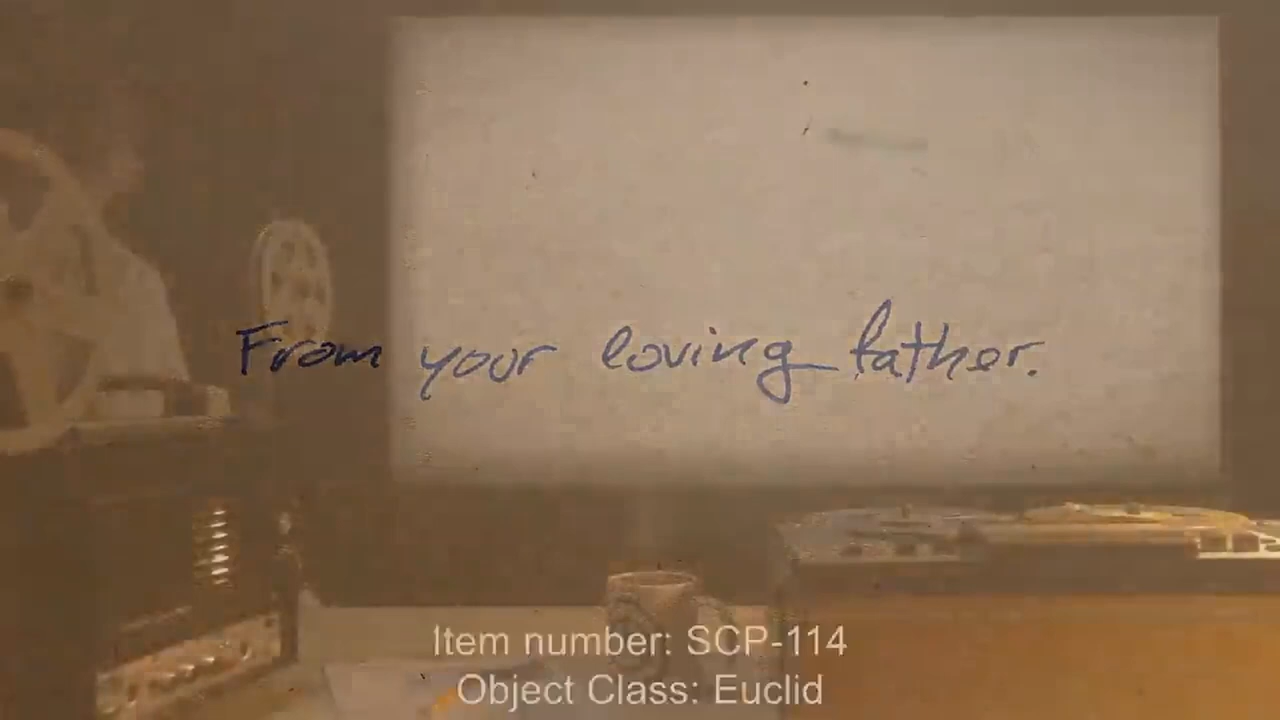 From your loving father.
Item number: SCP-114
Object Class: Euclid